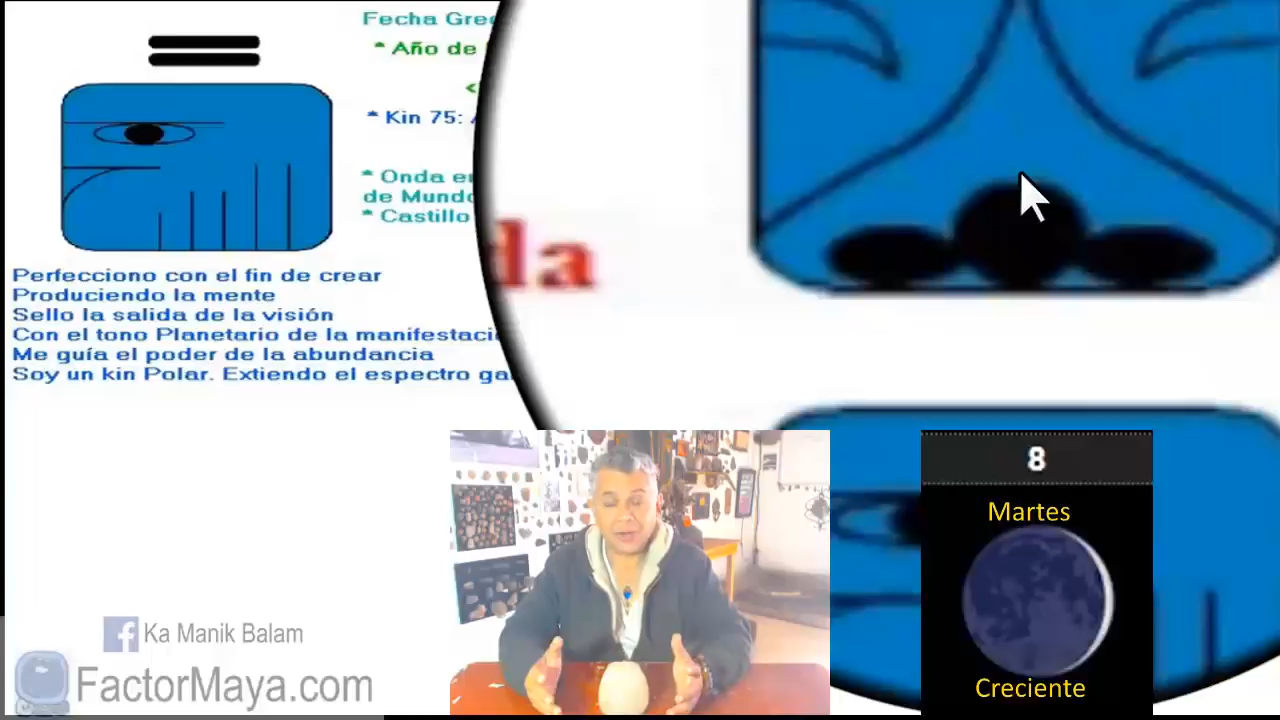 Fecha Gre
* Año de
<
* Kin 75:
* Onda en
de Mundo
* Castillo
da
Perfecciono con el fin de crear
Produciendo la mente
Sello la salida de la visión
Con el tono Planetario de la manifestaci
Me guía el poder de la abundancia
Soy un kin Polar. Extiendo el espectro ga
8
Martes
Creciente
Ka Manik Balam
FactorMaya.com